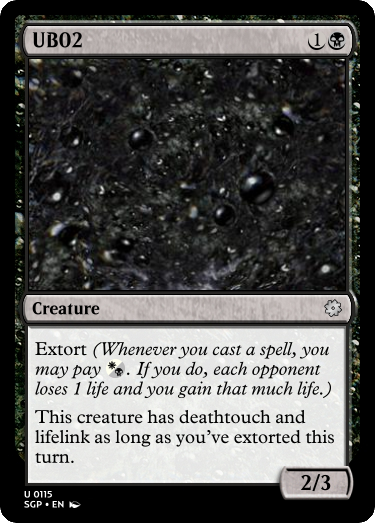 UB02
1
Creature
Extort (Whenever you cast a spell, you
may pay . If you do, each opponent
loses 1 life and you gain that much life.)
This creature has deathtouch and
lifelink as long as you've extorted this
turn.
2/3
U 0115
SGP • EN